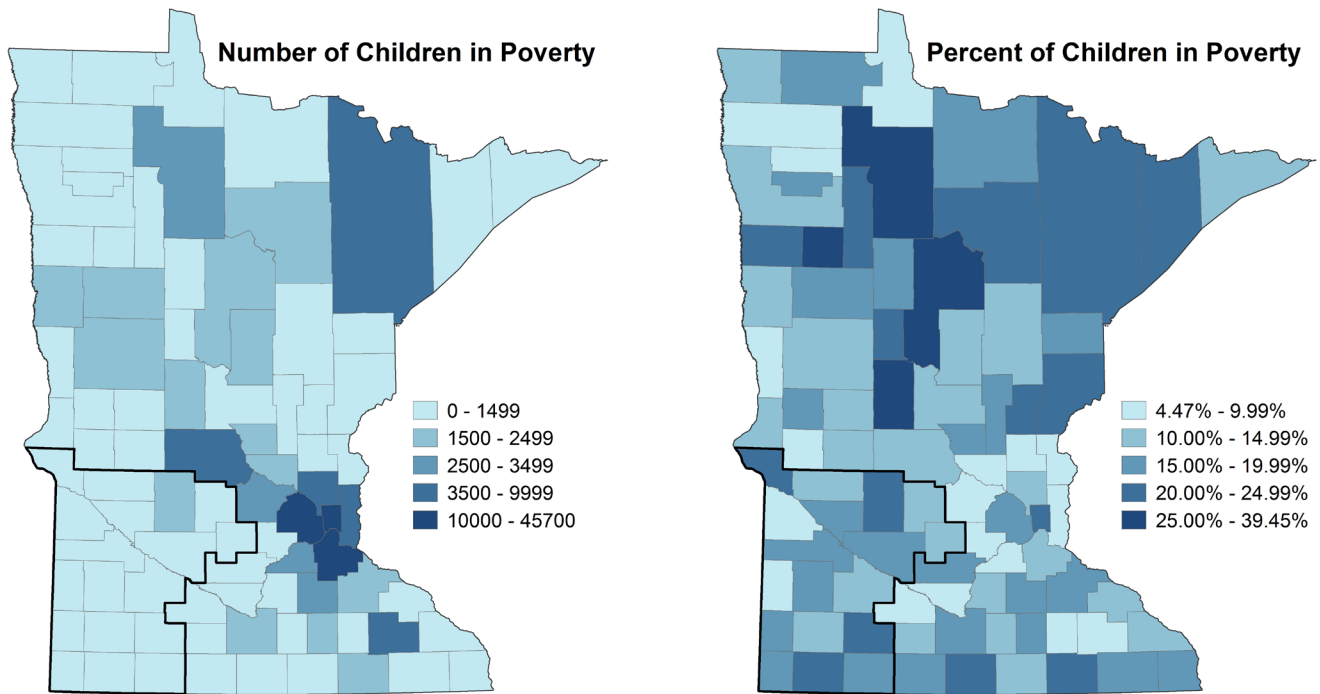 Number of Children in Poverty
0 - 1499
1500 - 2499
2500 - 3499
3500 - 9999
10000 - 45700
Percent of Children in Poverty
4.47% - 9.99%
10.00% - 14.99%
15.00% - 19.99%
20.00% - 24.99%
25.00% - 39.45%